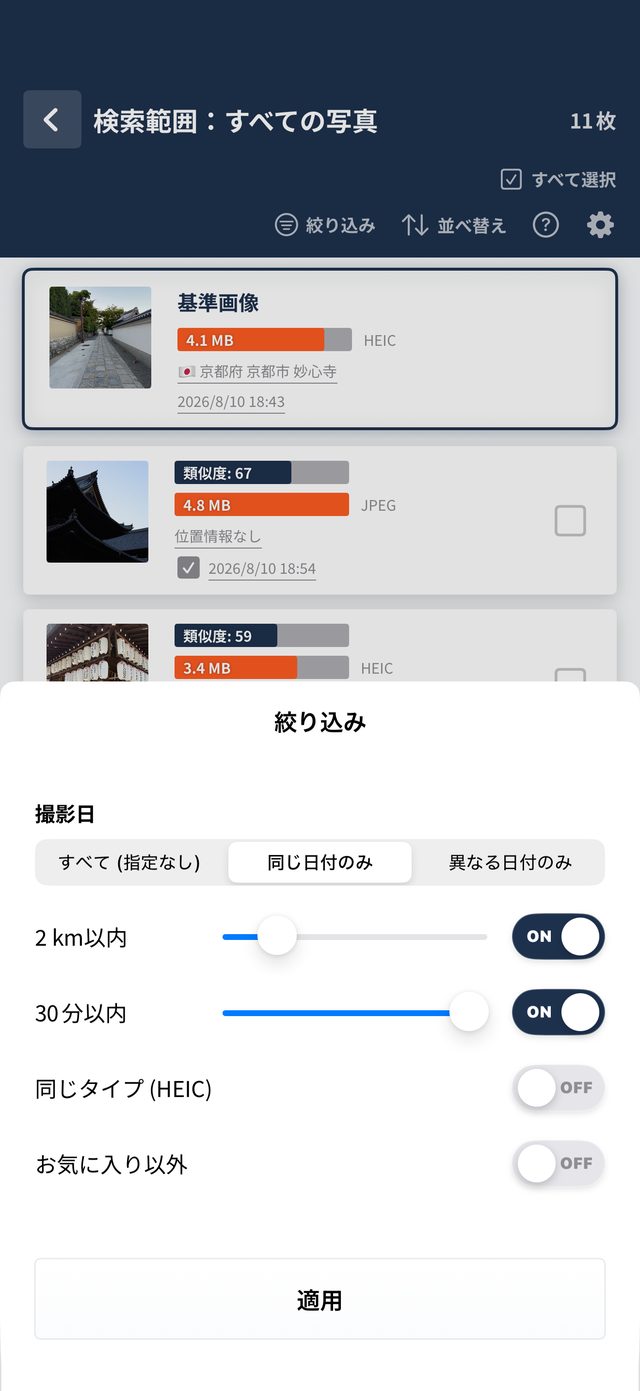 検索範囲：すべての写真
11枚
すべて選択
絞り込み
並べ替え
?
基準画像
4.1 MB
HEIC
京都府 京都市 妙心寺
2026/8/10 18:43
類似度: 67
4.8 MB
JPEG
位置情報なし
2026/8/10 18:54
類似度: 59
3.4 MB
HEIC
絞り込み
撮影日
すべて (指定なし)
同じ日付のみ
異なる日付のみ
2 km以内
ON
30分以内
ON
同じタイプ (HEIC)
OFF
お気に入り以外
OFF
適用